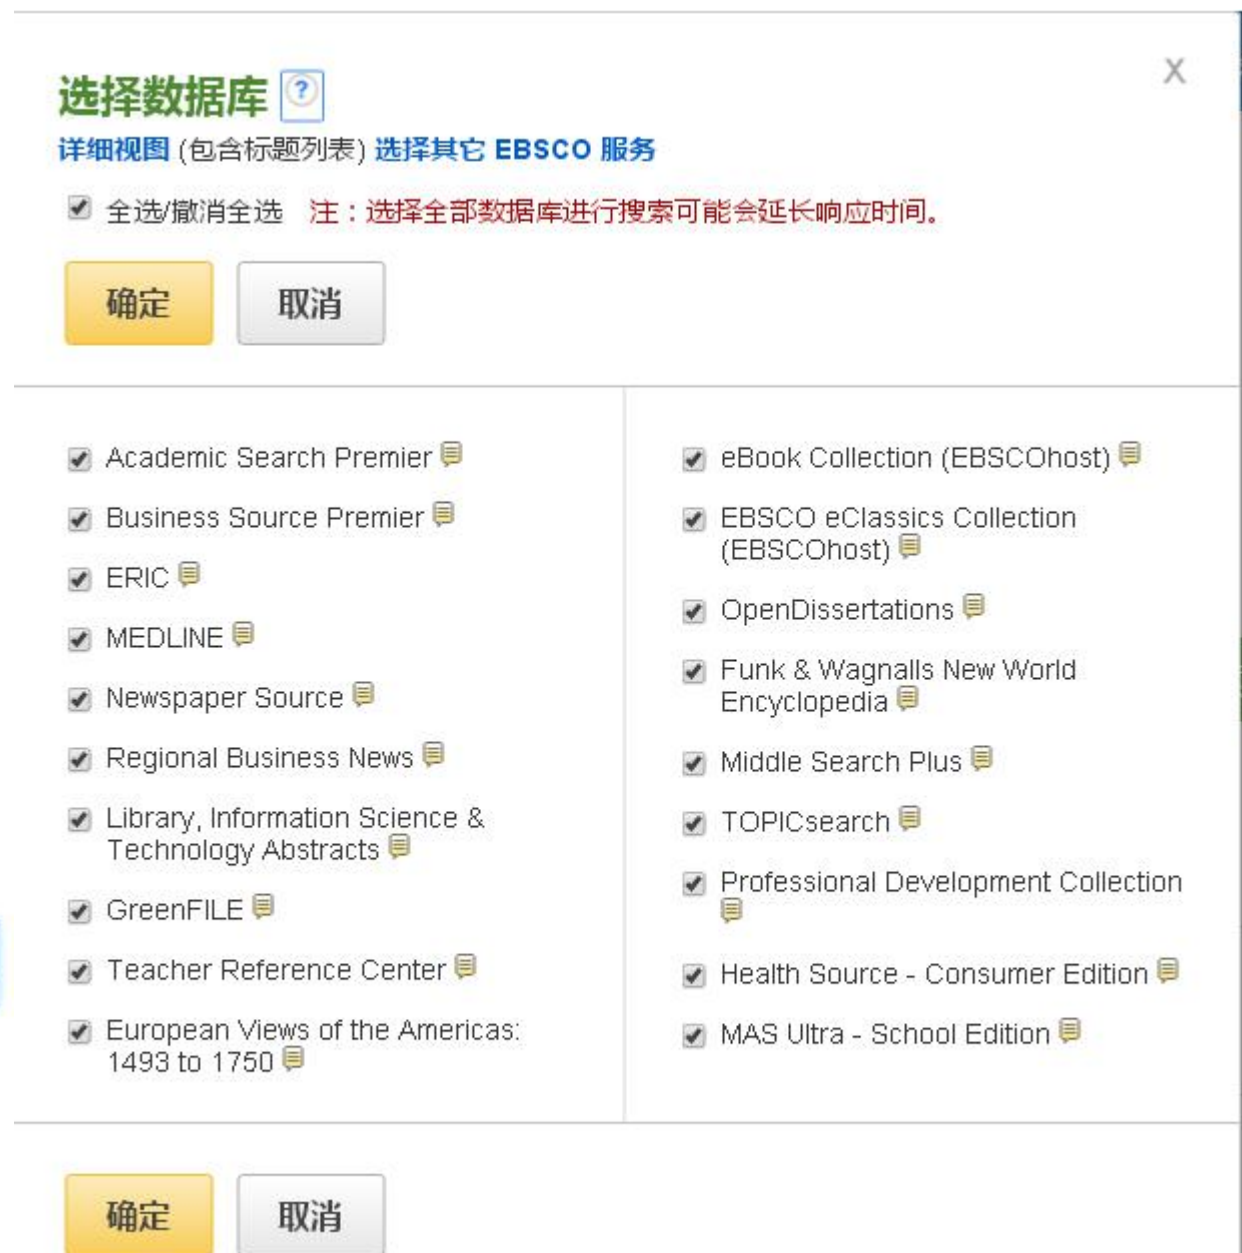 选择数据库 ?
X
详细视图 (包含标题列表) 选择其它 EBSCO 服务
全选/撤消全选 注：选择全部数据库进行搜索可能会延长响应时间。
确定 取消
Academic Search Premier
Business Source Premier
ERIC
MEDLINE
Newspaper Source
Regional Business News
Library, Information Science &
Technology Abstracts
GreenFILE
Teacher Reference Center
European Views of the Americas:
1493 to 1750
eBook Collection (EBSCOhost)
EBSCO eClassics Collection
(EBSCOhost)
OpenDissertations
Funk & Wagnalls New World
Encyclopedia
Middle Search Plus
TOPICsearch
Professional Development Collection
Health Source - Consumer Edition
MAS Ultra - School Edition
确定 取消